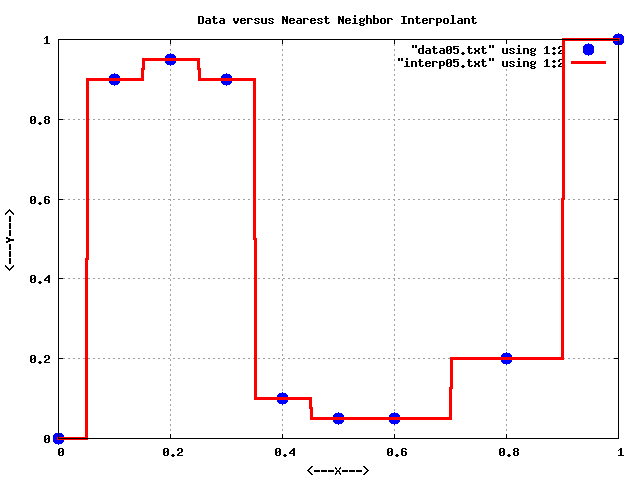 Data versus Nearest Neighbor Interpolant
"data05.txt" using 1:2
"interp05.txt" using 1:2
1
0.8
0.6
0.4
0.2
0
<---Y--->
0 0.2 0.4 0.6 0.8 1
<---X--->